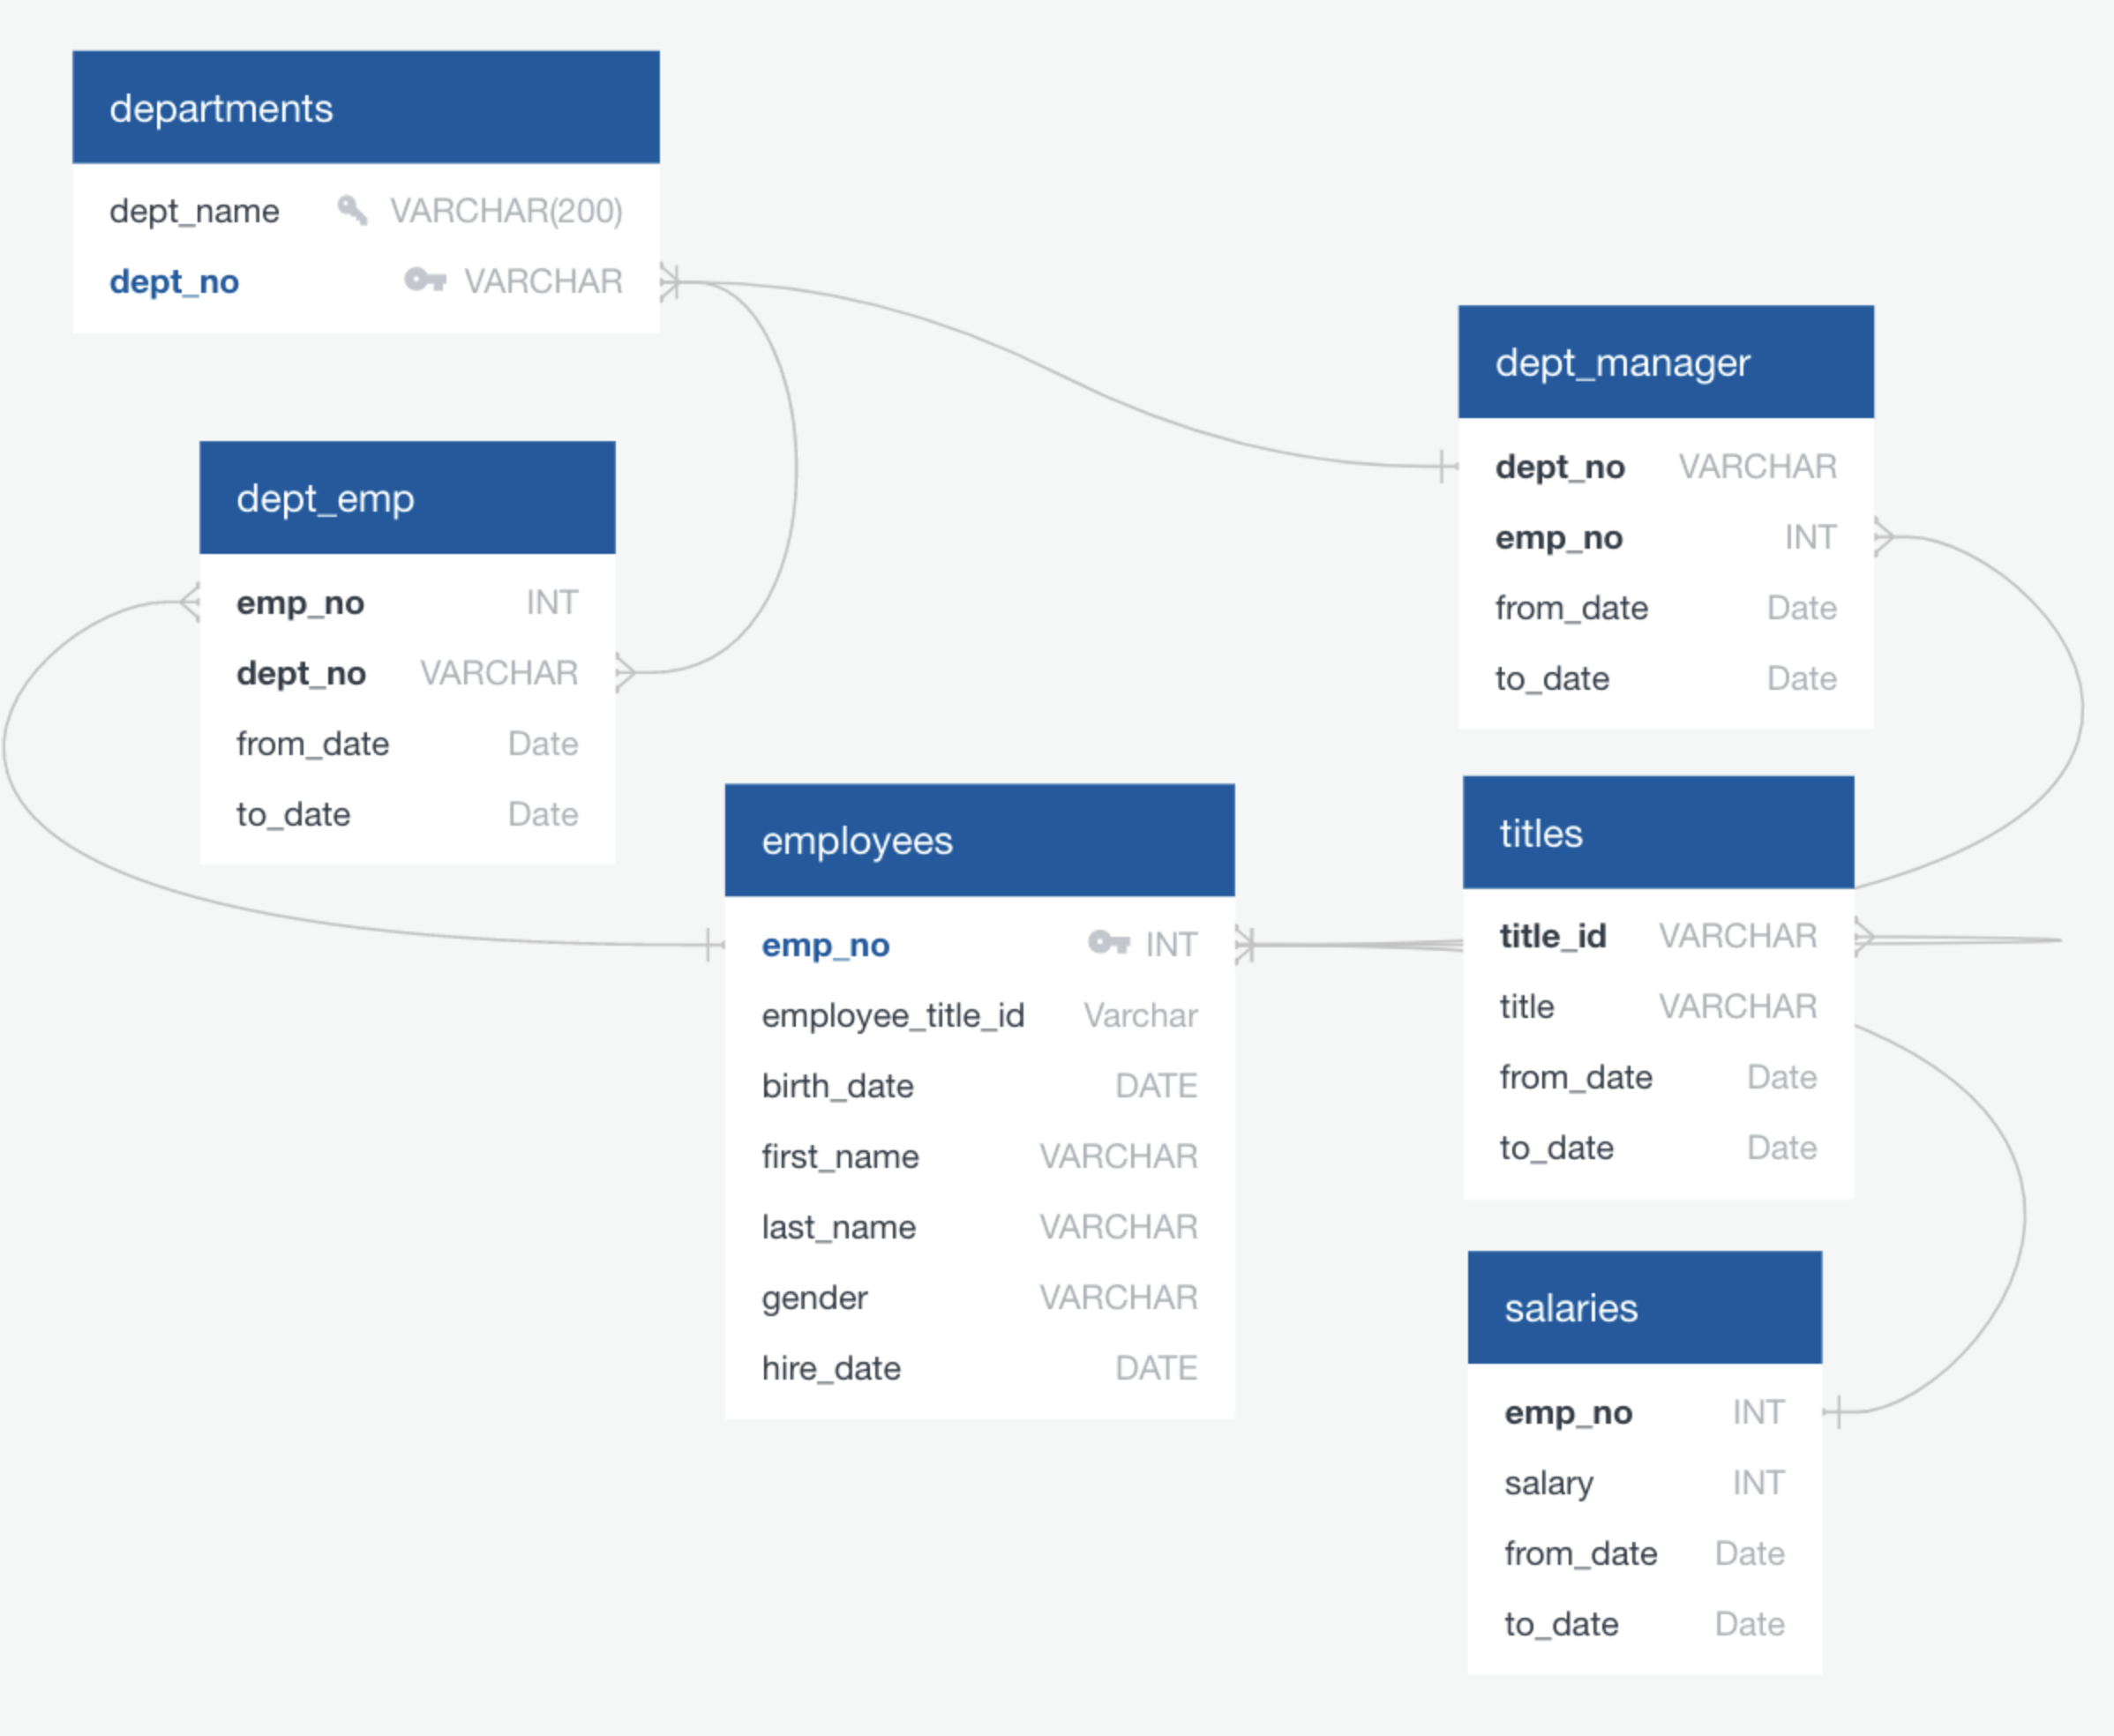 departments
dept_name VARCHAR(200)
dept_no VARCHAR
dept_manager
dept_no VARCHAR
emp_no INT
from_date Date
to_date Date
dept_emp
emp_no INT
dept_no VARCHAR
from_date Date
to_date Date
employees
emp_no INT
employee_title_id Varchar
birth_date DATE
first_name VARCHAR
last_name VARCHAR
gender VARCHAR
hire_date DATE
titles
title_id VARCHAR
title VARCHAR
from_date Date
to_date Date
salaries
emp_no INT
salary INT
from_date Date
to_date Date